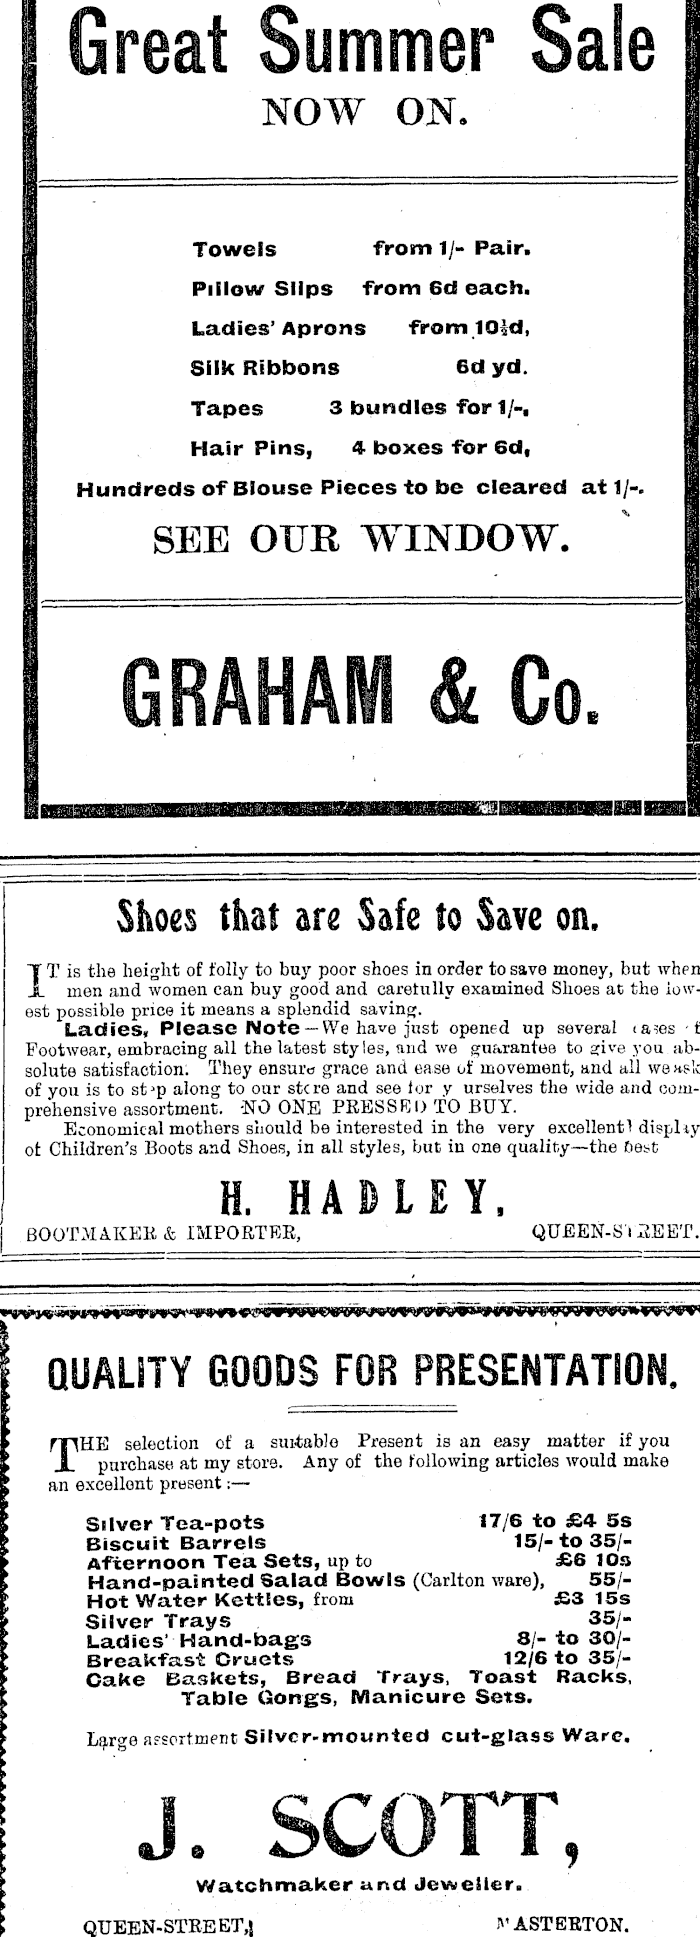 Great Summer Sale
NOW ON.
Towels from 1/- Pair.
Pillow Slips from 6d each.
Ladies' Aprons from 10½d,
Silk Ribbons 6d yd.
Tapes 3 bundles for 1/-,
Hair Pins, 4 boxes for 6d,
Hundreds of Blouse Pieces to be cleared at 1/-.
SEE OUR WINDOW.
GRAHAM & Co.
Shoes that are Safe to Save on.
IT is the height of folly to buy poor shoes in order to save money, but when
men and women can buy good and carefully examined Shoes at the low-
est possible price it means a splendid saving.
Ladies, Please Note—We have just opened up several cases f
Footwear, embracing all the latest styles, and we guarantee to give you ab-
solute satisfaction. They ensure grace and ease of movement, and all we ask
of you is to step along to our store and see for y urselves the wide and com-
prehensive assortment. NO ONE PRESSED TO BUY.
Economical mothers should be interested in the very excellent display
of Children's Boots and Shoes, in all styles, but in one quality—the best
H. HADLEY,
BOOTMAKER & IMPORTER, QUEEN-STREET.
QUALITY GOODS FOR PRESENTATION.
THE selection of a suitable Present is an easy matter if you
purchase at my store. Any of the following articles would make
an excellent present:—
Silver Tea-pots 17/6 to £4 5s
Biscuit Barrels 15/- to 35/-
Afternoon Tea Sets, up to £6 10s
Hand-painted Salad Bowls (Carlton ware), 55/-
Hot Water Kettles, from £3 15s
Silver Trays 35/-
Ladies' Hand-bags 8/- to 30/-
Breakfast Cruets 12/6 to 35/-
Cake Baskets, Bread Trays, Toast Racks,
Table Gongs, Manicure Sets.
Large assortment Silver-mounted cut-glass Ware.
J. SCOTT,
Watchmaker and Jeweller.
QUEEN-STREET, MASTERTON.